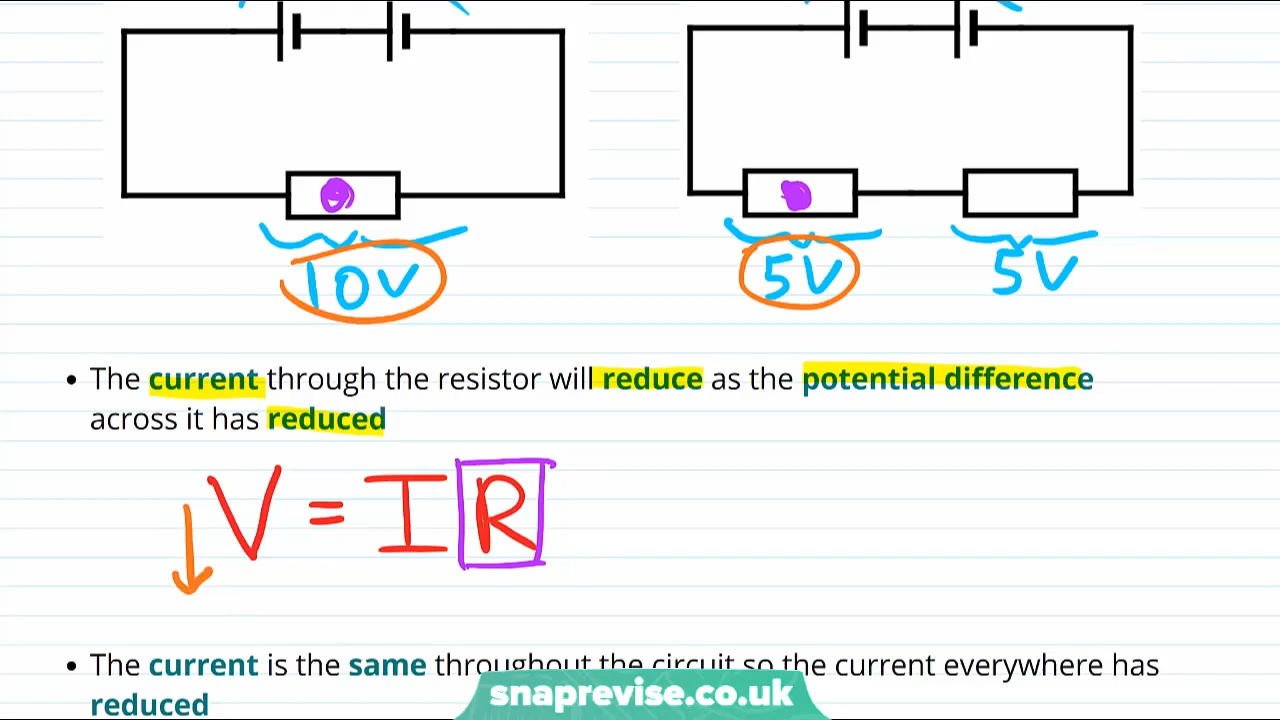 10V
5V
5V
• The current through the resistor will reduce as the potential difference
across it has reduced
V = IR
• The current is the same throughout the circuit so the current everywhere has
reduced
snaprevise.co.uk